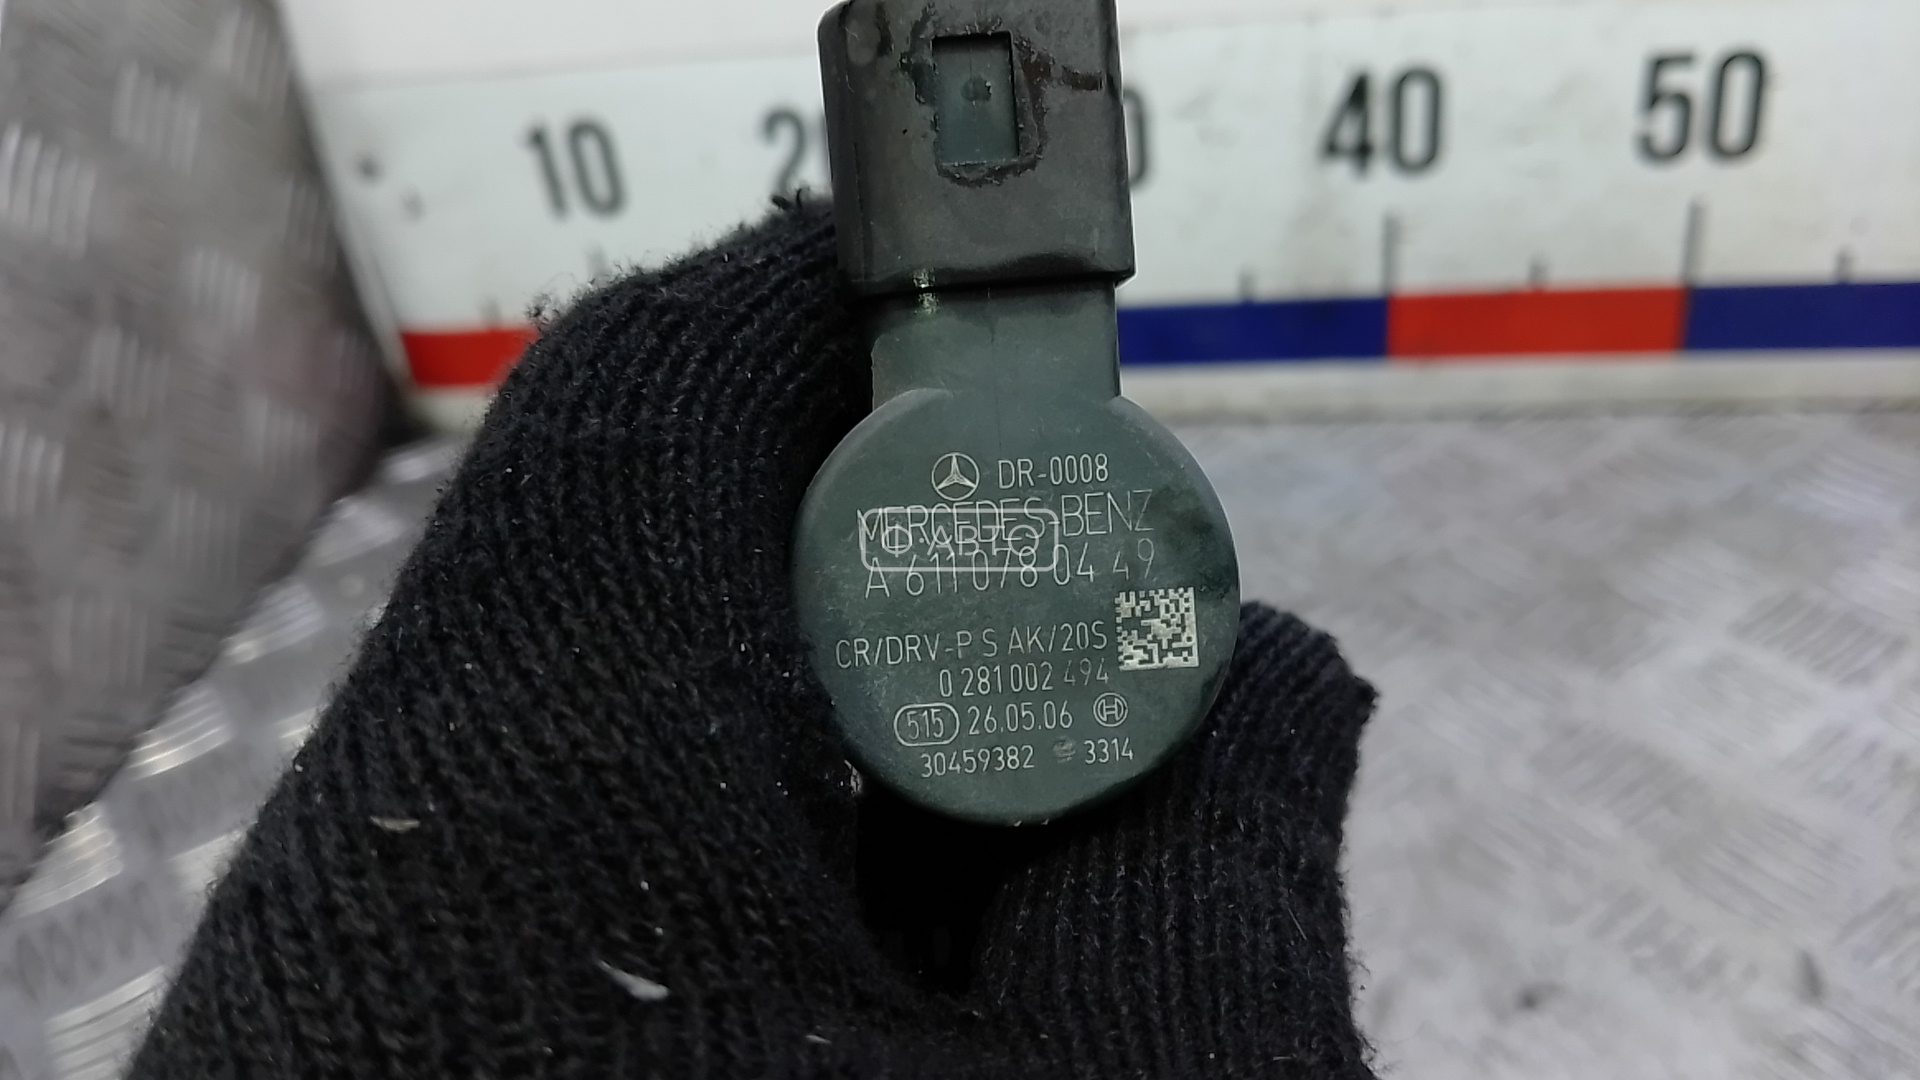 10
40
50
DR-0008
MERCEDES-BENZ
Ф АВТО
A 611 078 04 49
CR/DRV-P S AK/20S
0 281 002 494
515 26.05.06
30459382 3314